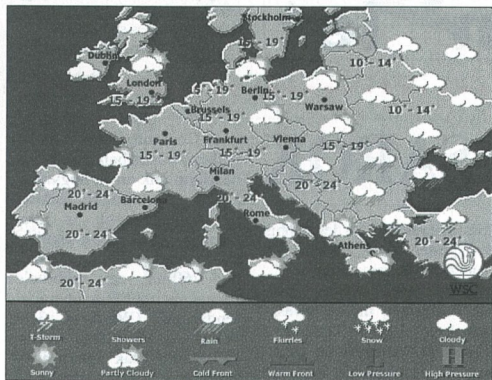 Stockholm
15°- 19°
Dublin
10°- 14°
London
15°- 19°
15°- 19°
Berlin
15°- 19°
Warsaw
10°- 14°
Brussels
15°- 19°
Paris
15°- 19°
Frankfurt
15°- 19°
Vienna
15°- 19°
Milan
20°- 24°
20°- 24°
Madrid
20°- 24°
Barcelona
20°- 24°
Rome
Athens
20°- 24°
20°- 24°
WSC
T-Storm
Showers
Rain
Flurries
Snow
Cloudy
Sunny
Partly Cloudy
Cold Front
Warm Front
Low Pressure
High Pressure